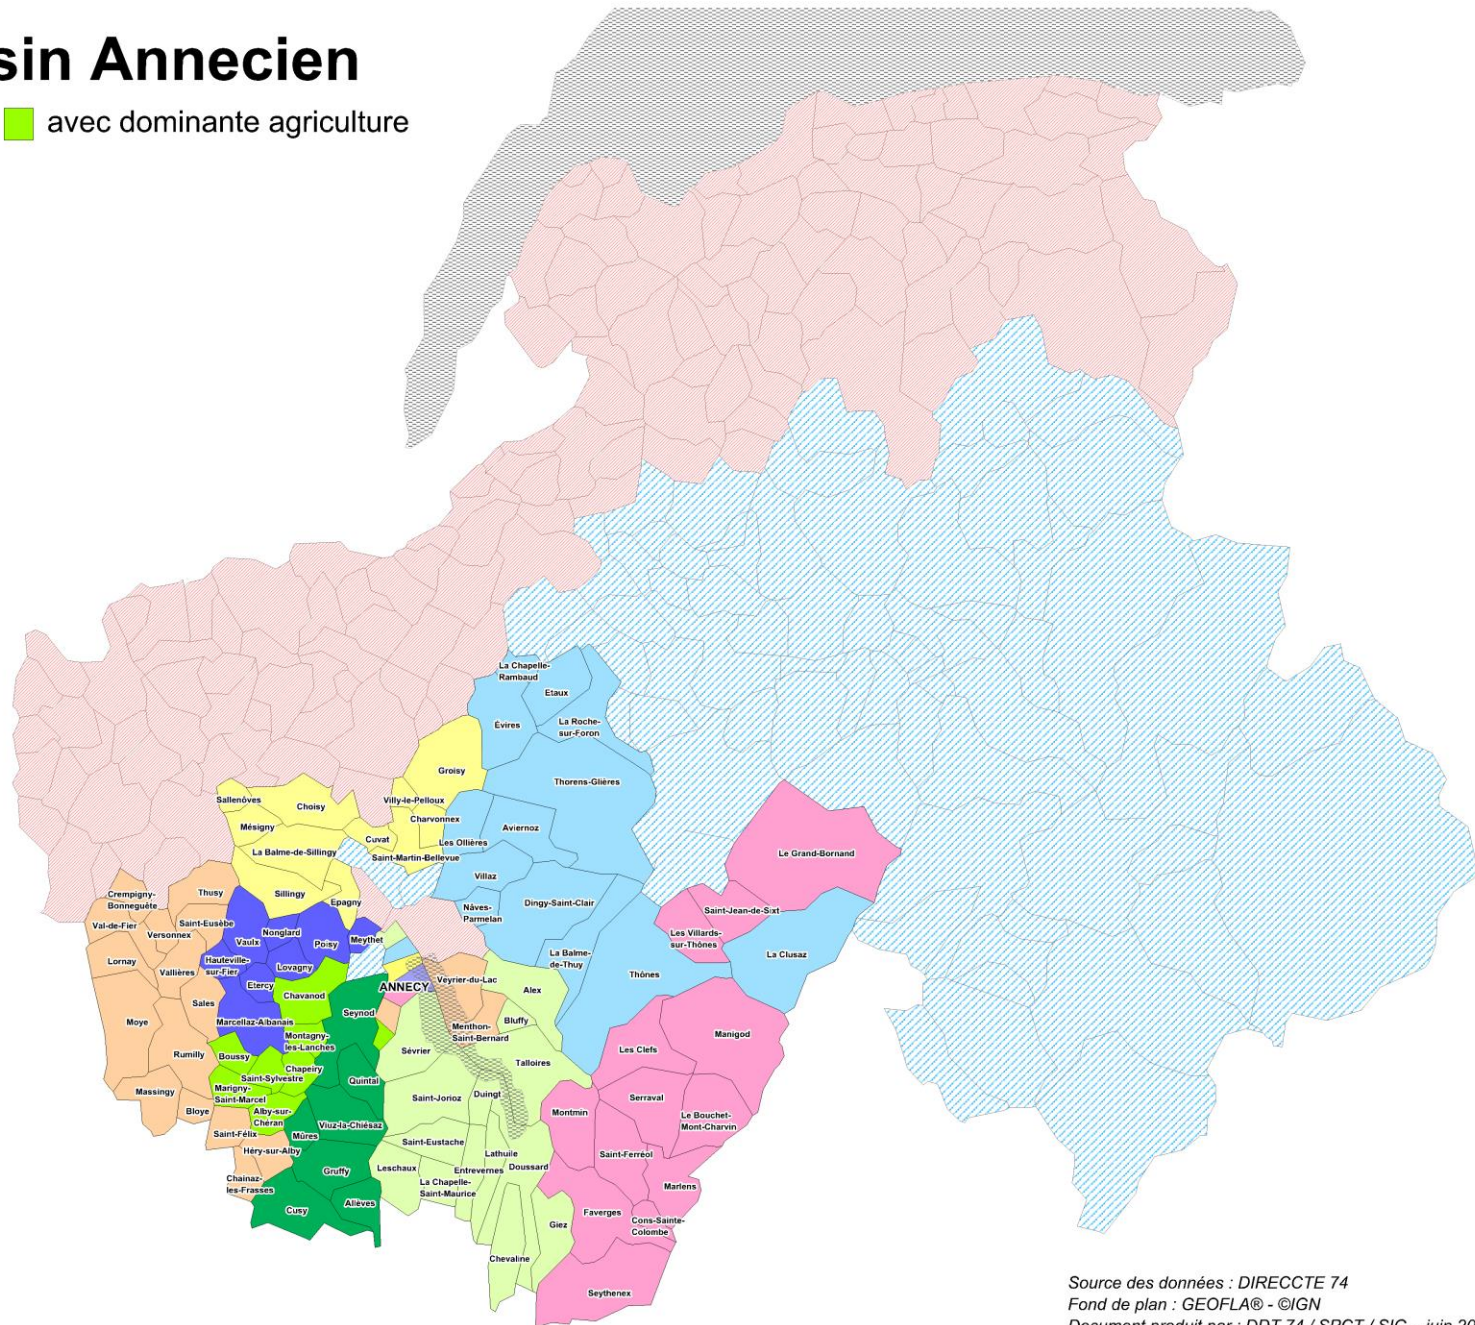 sin Annecien
avec dominante agriculture
La Chapelle-
Rambaud
Etaux
Évires
La Roche-
sur-Foron
Groisy
Thorens-Glières
Sallenôves
Choisy
Villy-le-Pelloux
Charvonnex
Mésigny
Aviernoz
Cuvat
Les Ollières
La Balme-de-Sillingy
Saint-Martin-Bellevue
Le Grand-Bornand
Villaz
Thusy
Sillingy
Crempigny-
Bonneguête
Epagny
Nâves-
Parmelan
Dingy-Saint-Clair
Saint-Jean-de-Sixt
Val-de-Fier
Saint-Eusèbe
Versonnex
Nonglard
Vaulx
Poisy
Meythet
Les Villards-
sur-Thônes
La Balme-
de-Thuy
La Clusaz
Lornay
Hauteville-
sur-Fier
Lovagny
Vallières
Thônes
Etercy
Veyrier-du-Lac
ANNECY
Alex
Chavanod
Sales
Seynod
Moye
Marcellaz-Albanais
Bluffy
Menthon-
Saint-Bernard
Montagny-
les-Lanches
Manigod
Rumilly
Boussy
Sévrier
Les Clefs
Talloires
Chapeiry
Saint-Sylvestre
Quintal
Massingy
Marigny-
Saint-Marcel
Saint-Jorioz
Duingt
Serraval
Bloye
Alby-sur-
Chéran
Montmin
Le Bouchet-
Mont-Charvin
Viuz-la-Chiésaz
Saint-Félix
Mûres
Saint-Eustache
Héry-sur-Alby
Lathuile
Saint-Ferréol
Gruffy
Leschaux
Entrevernes
Doussard
Chainaz-
les-Frasses
La Chapelle-
Saint-Maurice
Marlens
Allèves
Cusy
Giez
Faverges
Cons-Sainte-
Colombe
Chevaline
Seythenex
Source des données : DIRECCTE 74
Fond de plan : GEOFLA® - ©IGN
Document produit par : DDT 74 / SPCT / SIG - juin 20